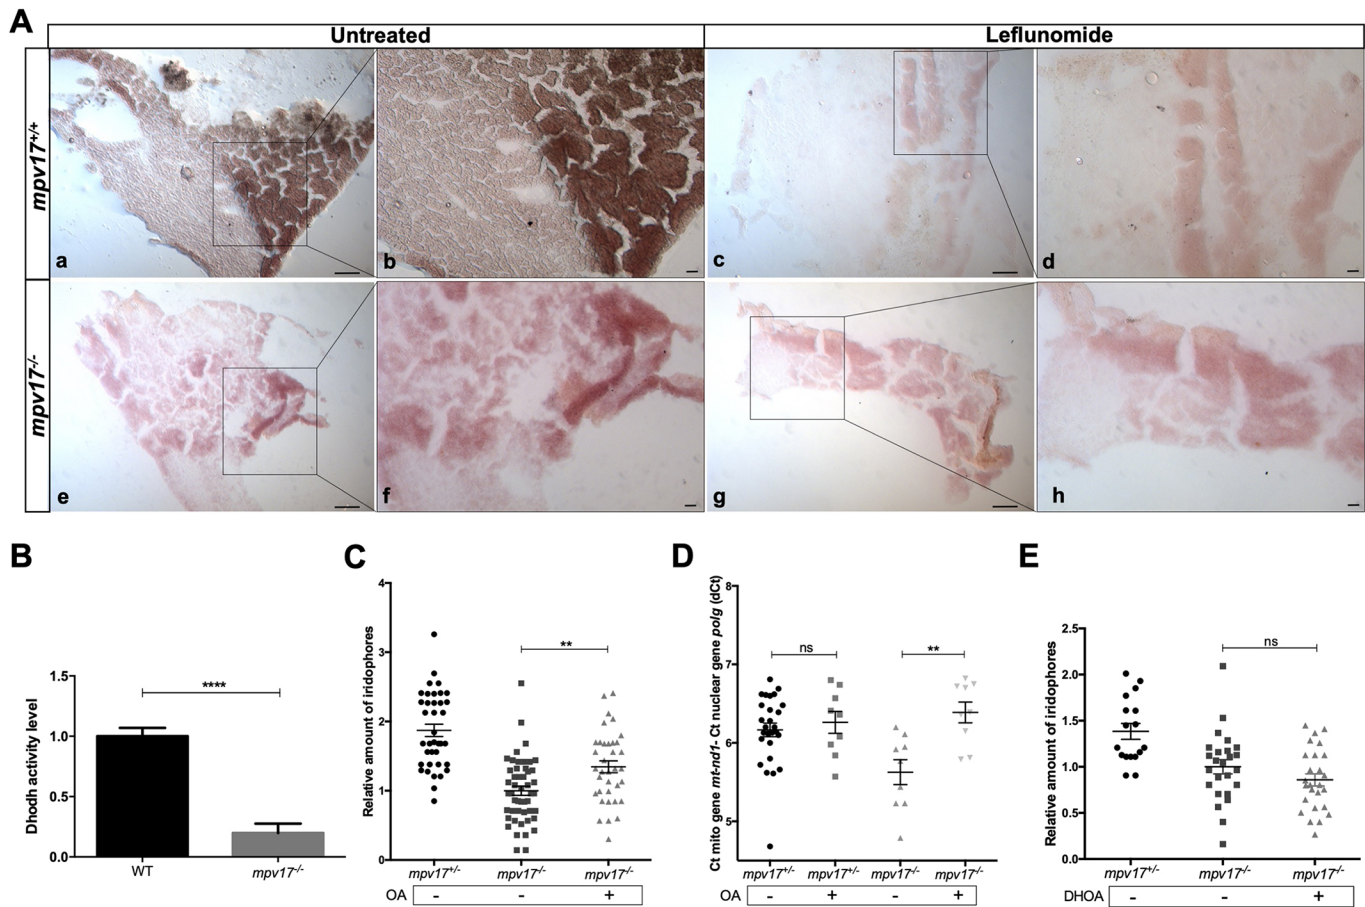 A
Untreated
Leflunomide
mpv17+/+
a
b
c
d
mpv17-/-
e
f
g
h
B
Dhodh activity level
1.5
1.0
0.5
0.0
****
WT
mpv17-/-
C
Relative amount of iridophores
4
3
2
1
0
**
mpv17+/-
mpv17-/-
mpv17-/-
OA
-
-
+
D
Ct mito gene mt-nd1- Ct nuclear gene polg (dCt)
8
7
6
5
ns
**
mpv17+/-
mpv17+/-
mpv17-/-
mpv17-/-
OA
-
+
-
+
E
Relative amount of iridophores
2.5
2.0
1.5
1.0
0.5
0.0
ns
mpv17+/-
mpv17-/-
mpv17-/-
DHOA
-
-
+